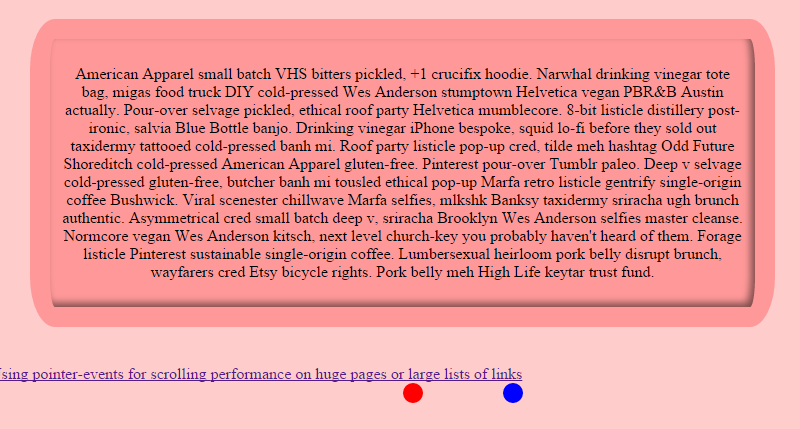 American Apparel small batch VHS bitters pickled, +1 crucifix hoodie. Narwhal drinking vinegar tote
bag, migas food truck DIY cold-pressed Wes Anderson stumptown Helvetica vegan PBR&B Austin
actually. Pour-over selvage pickled, ethical roof party Helvetica mumblecore. 8-bit listicle distillery post-
ironic, salvia Blue Bottle banjo. Drinking vinegar iPhone bespoke, squid lo-fi before they sold out
taxidermy tattooed cold-pressed banh mi. Roof party listicle pop-up cred, tilde meh hashtag Odd Future
Shoreditch cold-pressed American Apparel gluten-free. Pinterest pour-over Tumblr paleo. Deep v selvage
cold-pressed gluten-free, butcher banh mi tousled ethical pop-up Marfa retro listicle gentrify single-origin
coffee Bushwick. Viral scenester chillwave Marfa selfies, mlkshk Banksy taxidermy sriracha ugh brunch
authentic. Asymmetrical cred small batch deep v, sriracha Brooklyn Wes Anderson selfies master cleanse.
Normcore vegan Wes Anderson kitsch, next level church-key you probably haven't heard of them. Forage
listicle Pinterest sustainable single-origin coffee. Lumbersexual heirloom pork belly disrupt brunch,
wayfarers cred Etsy bicycle rights. Pork belly meh High Life keytar trust fund.
sing pointer-events for scrolling performance on huge pages or large lists of links